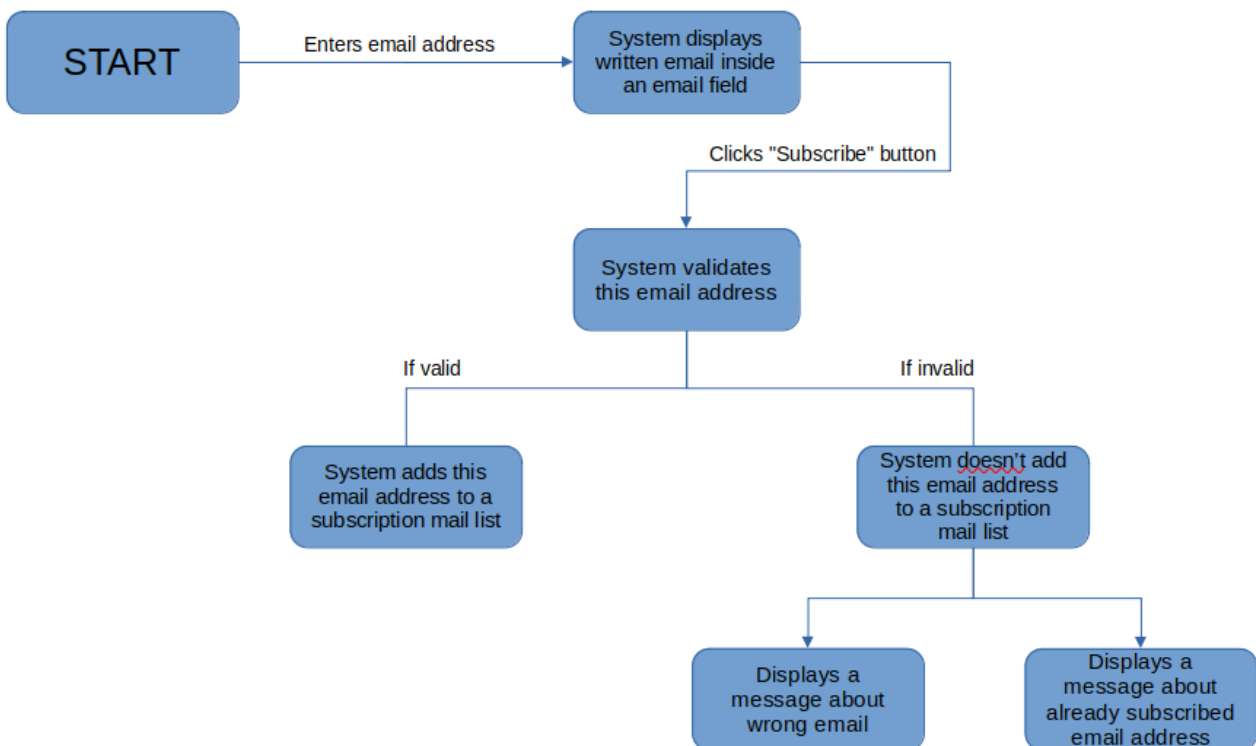 START
Enters email address
System displays
written email inside
an email field
Clicks "Subscribe" button
System validates
this email address
If valid
If invalid
System adds this
email address to a
subscription mail list
System doesn't add
this email address
to a subscription
mail list
Displays a
message about
wrong email
Displays a
message about
already subscribed
email address